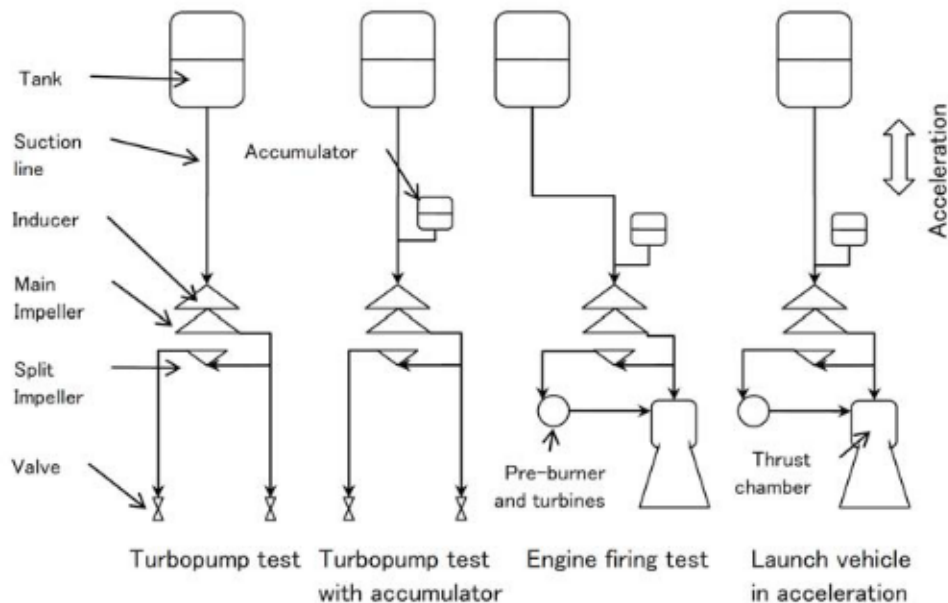 Tank
Suction
line
Accumulator
Acceleration
Inducer
Main
Impeller
Split
Impeller
Valve
Pre-burner
and turbines
Thrust
chamber
Turbopump test
Turbopump test
with accumulator
Engine firing test
Launch vehicle
in acceleration